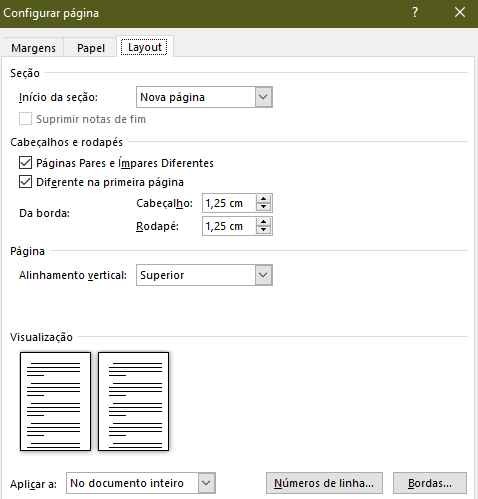 Configurar página
? ×
Margens Papel Layout
Seção
Início da seção: Nova página
Suprimir notas de fim
Cabeçalhos e rodapés
Páginas Pares e Ímpares Diferentes
Diferente na primeira página
Cabeçalho: 1,25 cm
Da borda:
Rodapé: 1,25 cm
Página
Alinhamento vertical: Superior
Visualização
Aplicar a: No documento inteiro Números de linha... Bordas...